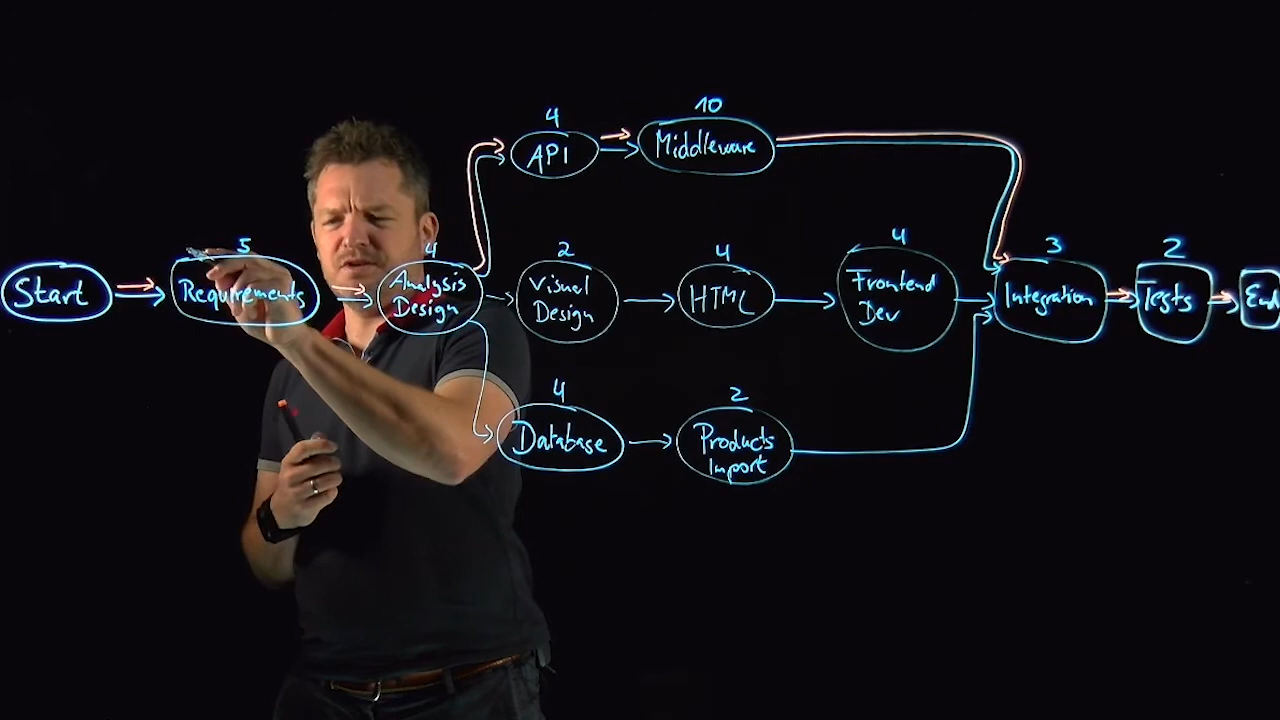 4
10
API
Middleware
5
4
2
4
4
3
2
Start
Requirements
Analysis
Design
Visual
Design
HTML
Frontend
Dev
Integration
Tests
End
4
2
Database
Products
Import